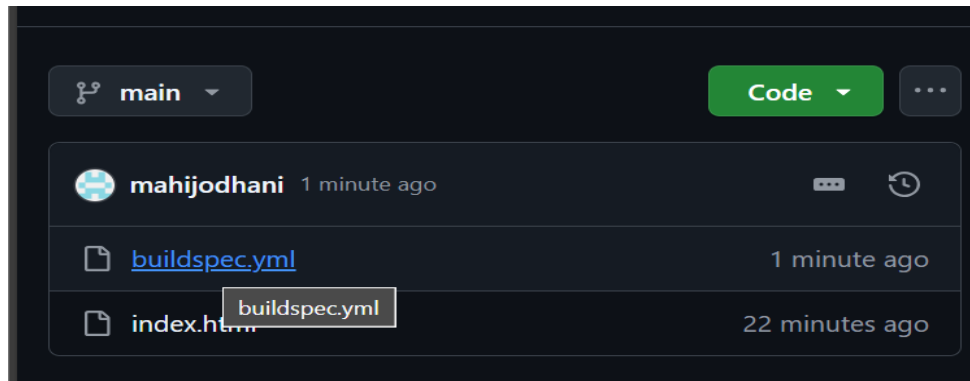 main
Code
mahijodhani 1 minute ago
buildspec.yml 1 minute ago
buildspec.yml
index.html 22 minutes ago